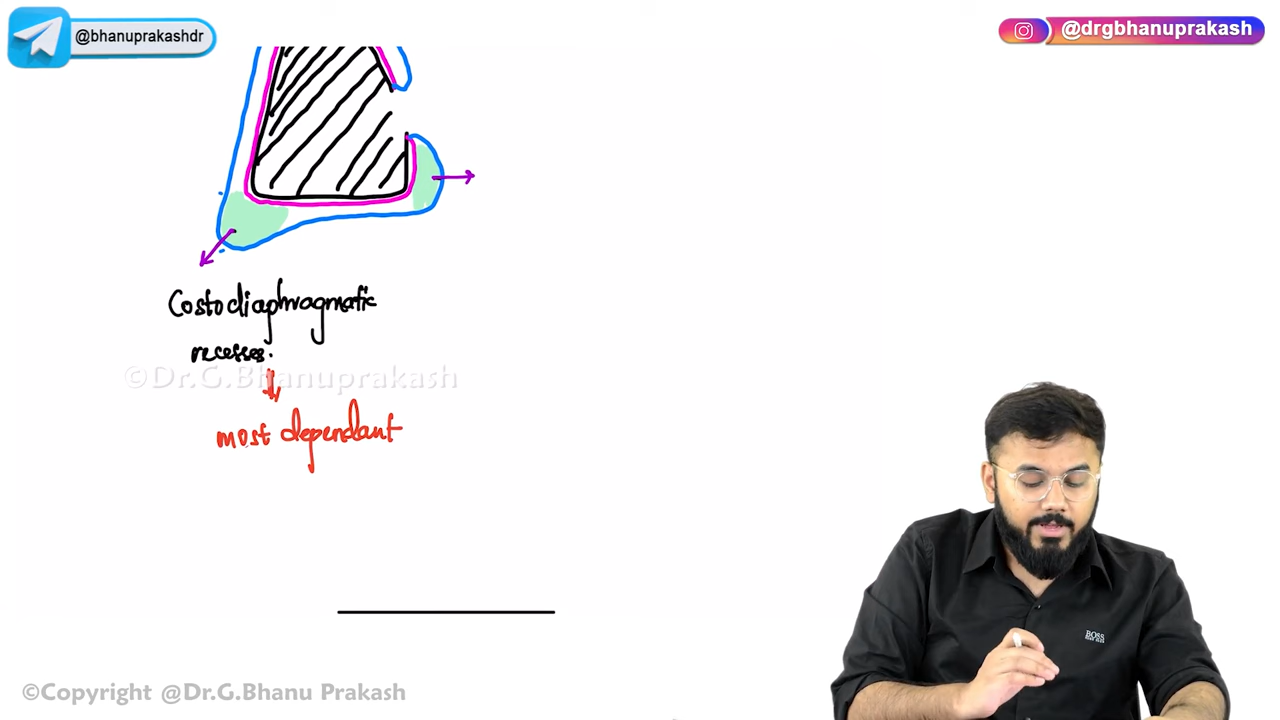 @bhanuprakashdr
@drgbhanuprakash
Costodiaphragmatic
recesses.
©Dr.G.Bhanuprakash
most dependant
BOSS
©Copyright @Dr.G.Bhanu Prakash